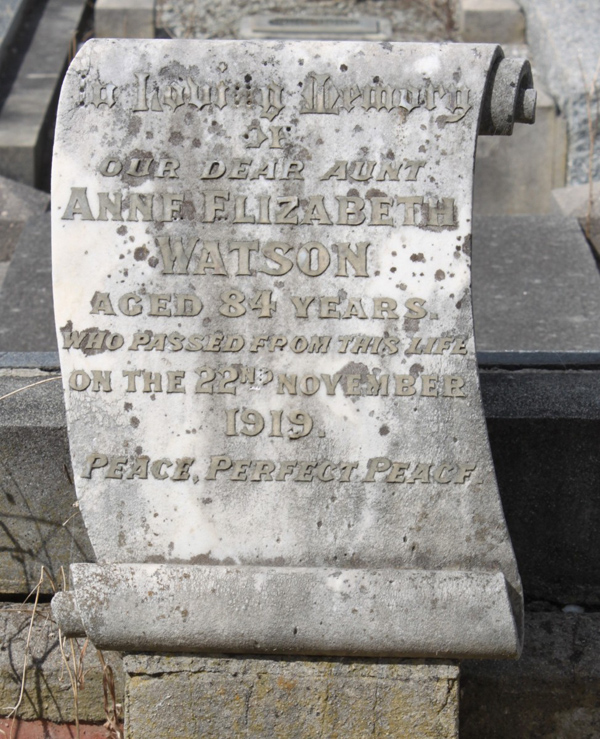 In Loving Memory
of
OUR DEAR AUNT
ANNE ELIZABETH
WATSON
AGED 84 YEARS.
WHO PASSED FROM THIS LIFE
ON THE 22ND NOVEMBER
1919.
PEACE, PERFECT PEACE.